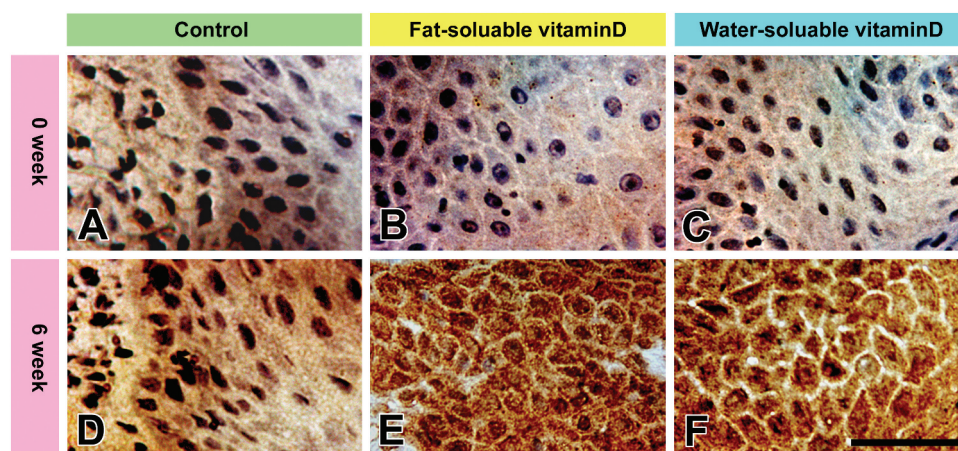 Control
Fat-soluable vitaminD
Water-soluable vitaminD
0 week
A
B
C
6 week
D
E
F